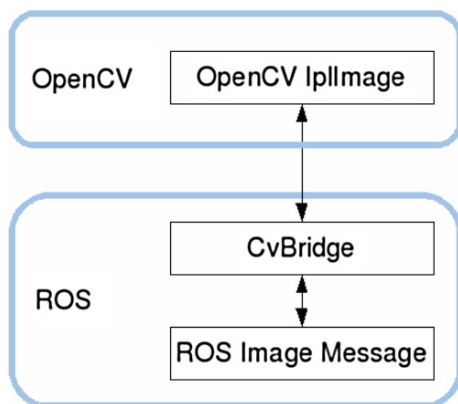 OpenCV
OpenCV IplImage
CvBridge
ROS
ROS Image Message